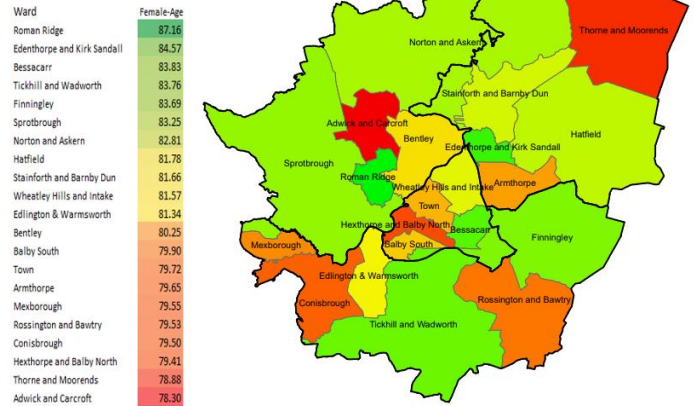 Ward Female-Age
Roman Ridge 87.16
Edenthorpe and Kirk Sandall 84.57
Bessacarr 83.83
Tickhill and Wadworth 83.76
Finningley 83.69
Sprotbrough 83.25
Norton and Askern 82.81
Hatfield 81.78
Stainforth and Barnby Dun 81.66
Wheatley Hills and Intake 81.57
Edlington & Warmsworth 81.34
Bentley 80.25
Balby South 79.90
Town 79.72
Armthorpe 79.65
Mexborough 79.55
Rossington and Bawtry 79.53
Conisbrough 79.50
Hexthorpe and Balby North 79.41
Thorne and Moorends 78.88
Adwick and Carcroft 78.30
Thorne and Moorends
Norton and Askern
Stainforth and Barnby Dun
Adwick and Carcroft
Bentley
Hatfield
Edenthorpe and Kirk Sandall
Sprotbrough
Roman Ridge
Wheatley Hills and Intake
Armthorpe
Town
Hexthorpe and Balby North
Bessacarr
Finningley
Mexborough
Balby South
Edlington & Warmsworth
Conisbrough
Rossington and Bawtry
Tickhill and Wadworth